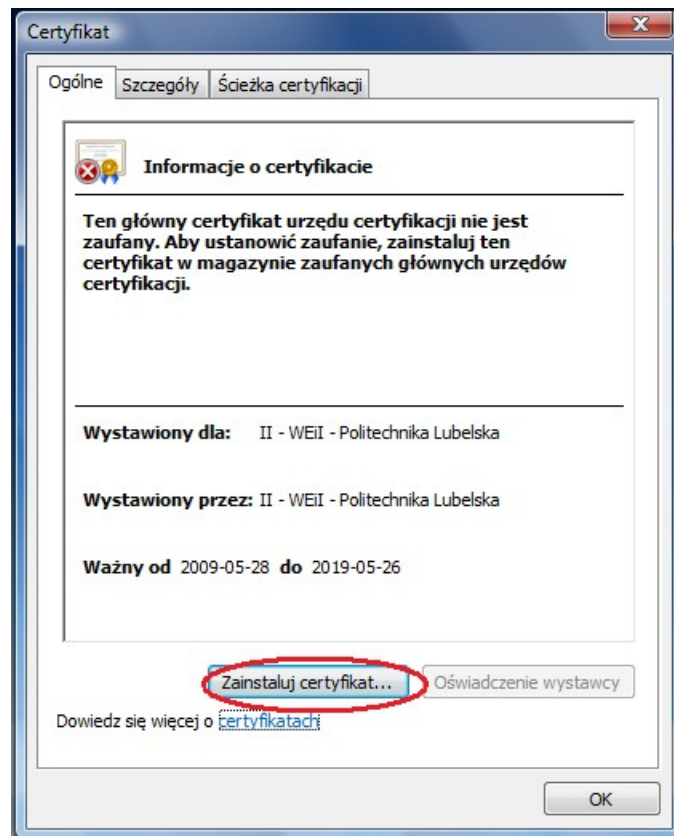 Certyfikat
Ogólne Szczegóły Ścieżka certyfikacji
Informacje o certyfikacie
Ten główny certyfikat urzędu certyfikacji nie jest
zaufany. Aby ustanowić zaufanie, zainstaluj ten
certyfikat w magazynie zaufanych głównych urzędów
certyfikacji.
Wystawiony dla: II - WEiI - Politechnika Lubelska
Wystawiony przez: II - WEiI - Politechnika Lubelska
Ważny od 2009-05-28 do 2019-05-26
Zainstaluj certyfikat... Oświadczenie wystawcy
Dowiedz się więcej o certyfikatach
OK